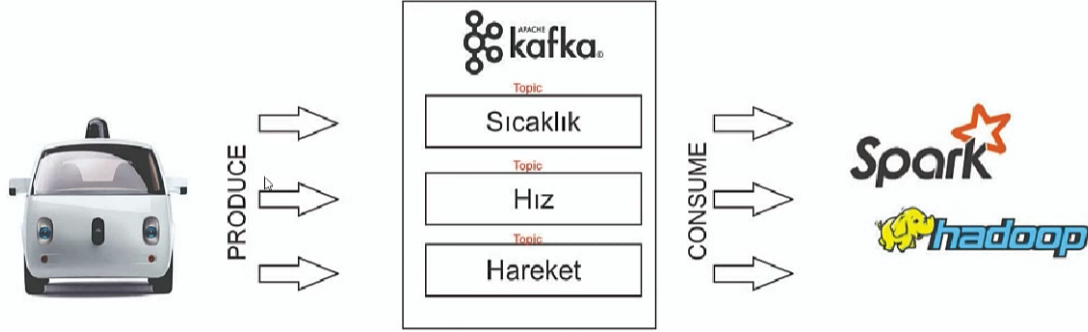 PRODUCE
APACHE
kafka
Topic
Sıcaklık
Topic
Hız
Topic
Hareket
CONSUME
Spark
hadoop